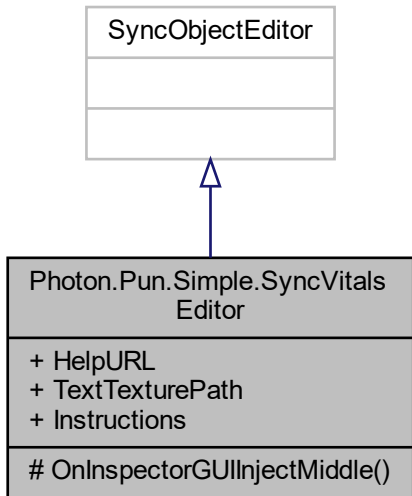 SyncObjectEditor
Photon.Pun.Simple.SyncVitals
Editor
+ HelpURL
+ TextTexturePath
+ Instructions
# OnInspectorGUIInjectMiddle()